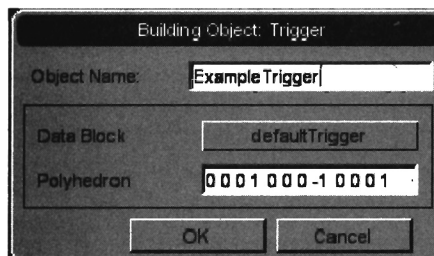 Building Object: Trigger
Object Name: ExampleTrigger
Data Block defaultTrigger
Polyhedron 0 0 0 1 0 0 0 -1 0 0 0 1
OK Cancel